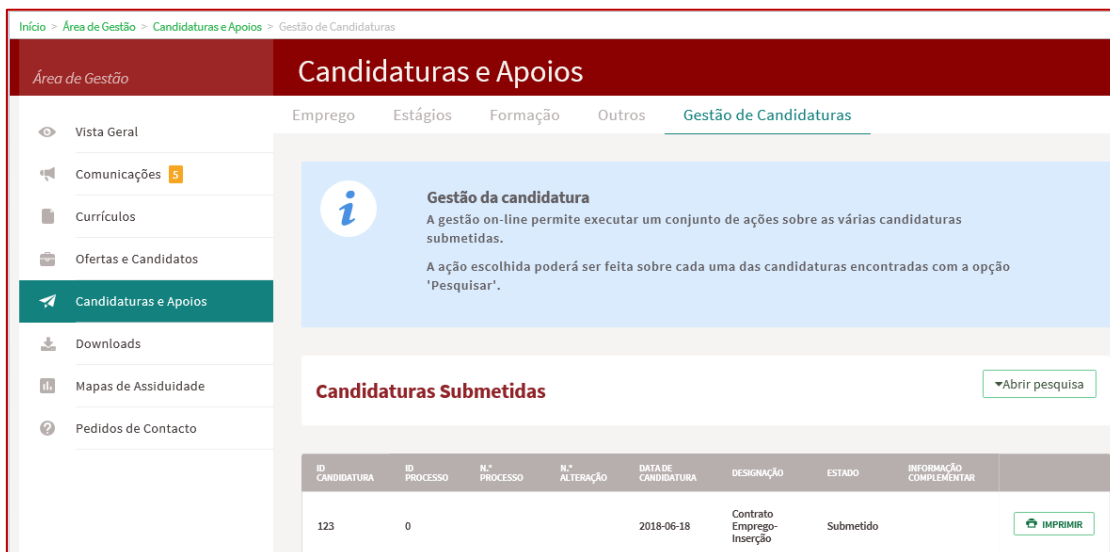 Início > Área de Gestão > Candidaturas e Apoios > Gestão de Candidaturas
Área de Gestão
Candidaturas e Apoios
Emprego Estágios Formação Outros Gestão de Candidaturas
Vista Geral
Comunicações 5
Currículos
Ofertas e Candidatos
Candidaturas e Apoios
Downloads
Mapas de Assiduidade
Pedidos de Contacto
i
Gestão da candidatura
A gestão on-line permite executar um conjunto de ações sobre as várias candidaturas
submetidas.
A ação escolhida poderá ser feita sobre cada uma das candidaturas encontradas com a opção
'Pesquisar'.
Candidaturas Submetidas
Abrir pesquisa
ID CANDIDATURA
ID PROCESSO
N.º PROCESSO
N.º ALTERAÇÃO
DATA DE CANDIDATURA
DESIGNAÇÃO
ESTADO
INFORMAÇÃO COMPLEMENTAR
123
0
2018-06-18
Contrato
Emprego-
Inserção
Submetido
IMPRIMIR